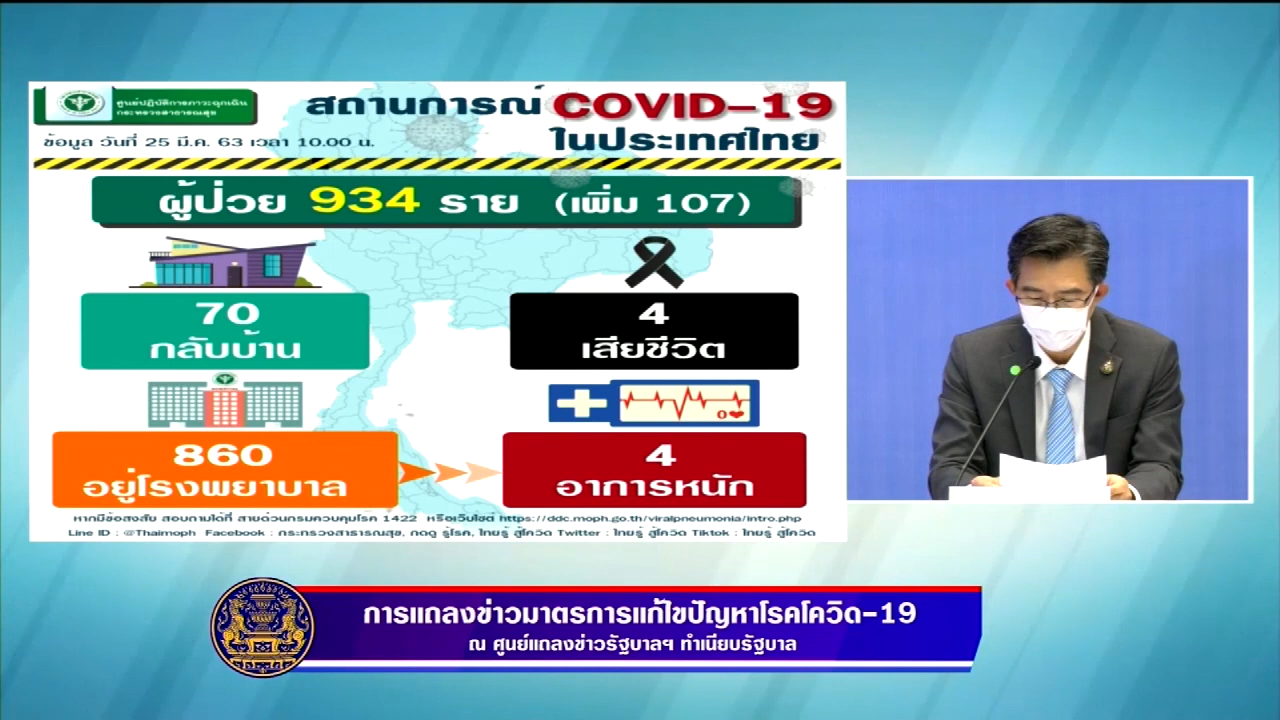 ศูนย์ปฏิบัติการภาวะฉุกเฉิน
กระทรวงสาธารณสุข
สถานการณ์ COVID-19
ในประเทศไทย
ข้อมูล วันที่ 25 มี.ค. 63 เวลา 10.00 น.
ผู้ป่วย 934 ราย (เพิ่ม 107)
70
กลับบ้าน
4
เสียชีวิต
860
อยู่โรงพยาบาล
4
อาการหนัก
หากมีข้อสงสัย สอบถามได้ที่ สายด่วนกรมควบคุมโรค 1422 หรือเว็บไซต์ https://ddc.moph.go.th/viralpneumonia/intro.php
Line ID : @Thaimoph Facebook : กระทรวงสาธารณสุข, กดดู รู้โรค, ไทยรู้ สู้โควิด Twitter : ไทยรู้ สู้โควิด Tiktok : ไทยรู้ สู้โควิด
การแถลงข่าวมาตรการแก้ไขปัญหาโรคโควิด-19
ณ ศูนย์แถลงข่าวรัฐบาลฯ ทำเนียบรัฐบาล